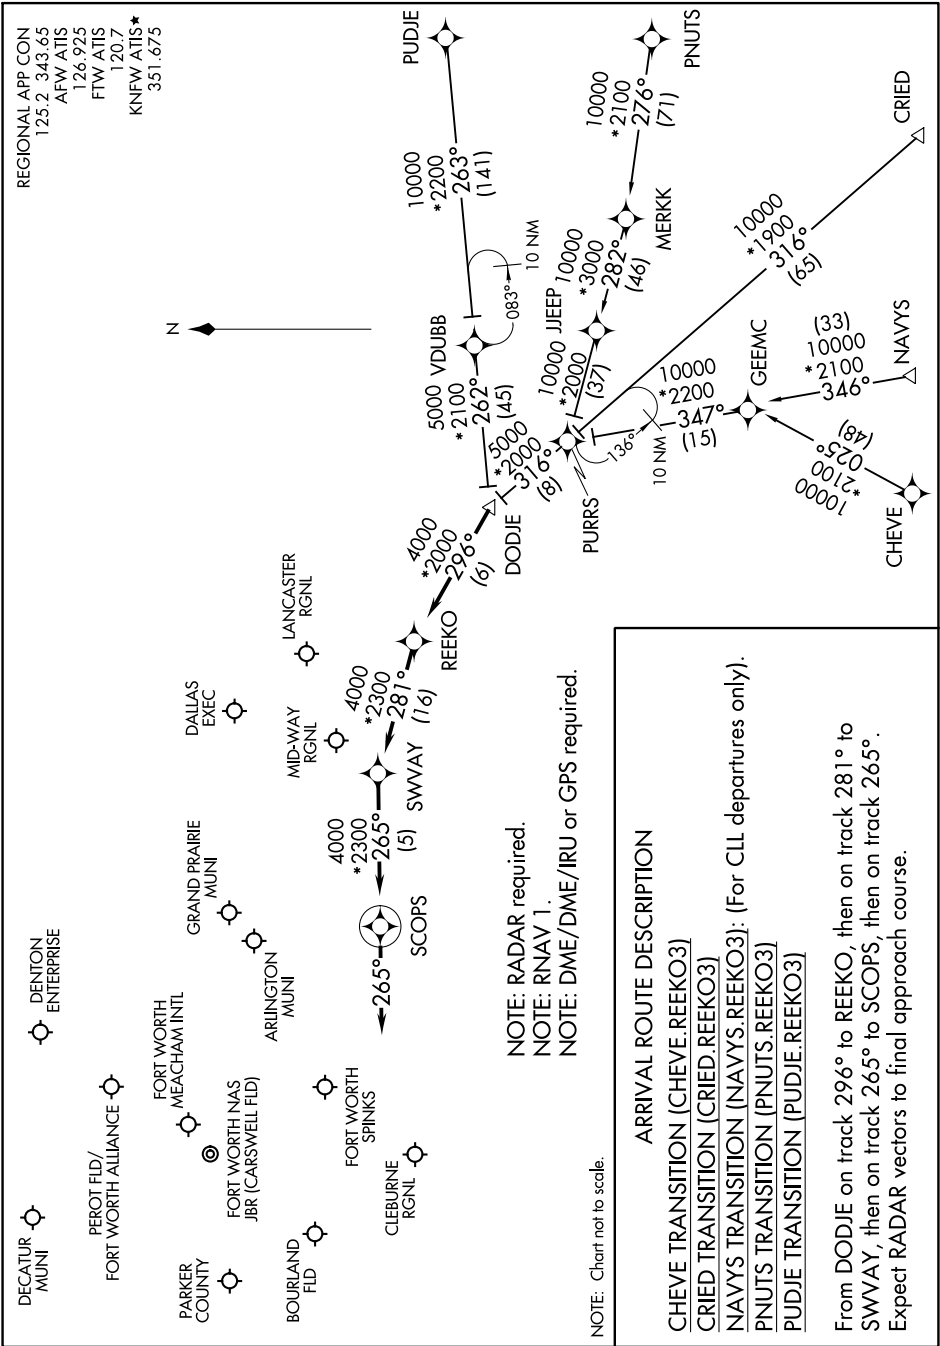 REGIONAL APP CON
125.2 343.65
AFW ATIS
126.925
FTW ATIS
120.7
KNFW ATIS★
351.675
DECATUR
MUNI
DENTON
ENTERPRISE
PEROT FLD/
FORT WORTH ALLIANCE
FORT WORTH
MEACHAM INTL
FORT WORTH NAS
JBR (CARSWELL FLD)
PARKER
COUNTY
BOURLAND
FLD
FORT WORTH
SPINKS
CLEBURNE
RGNL
GRAND PRAIRIE
MUNI
ARLINGTON
MUNI
DALLAS
EXEC
MID-WAY
RGNL
LANCASTER
RGNL
N
PUDJE
10000
*2200
263°
(141)
10 NM
083°
VDUBB
5000
*2100
262°
(45)
PNUTS
10000
*2100
276°
(71)
MERKK
10000
*3000
282°
(46)
JJEEP
10000
*2000
(37)
CRIED
10000
*1900
316°
(65)
NAVYS
(33)
10000
*2100
346°
GEEMC
10000
*2200
347°
(15)
CHEVE
10000
*2100
025°
(48)
136°
10 NM
PURRS
5000
*2000
316°
(8)
DODJE
4000
*2000
296°
(6)
REEKO
4000
*2300
281°
(16)
SWVAY
4000
*2300
265°
(5)
SCOPS
265°
NOTE: RADAR required.
NOTE: RNAV 1.
NOTE: DME/DME/IRU or GPS required.
NOTE: Chart not to scale.
ARRIVAL ROUTE DESCRIPTION
CHEVE TRANSITION (CHEVE.REEKO3)
CRIED TRANSITION (CRIED.REEKO3)
NAVYS TRANSITION (NAVYS.REEKO3): (For CLL departures only).
PNUTS TRANSITION (PNUTS.REEKO3)
PUDJE TRANSITION (PUDJE.REEKO3)
From DODJE on track 296° to REEKO, then on track 281° to
SWVAY, then on track 265° to SCOPS, then on track 265°.
Expect RADAR vectors to final approach course.